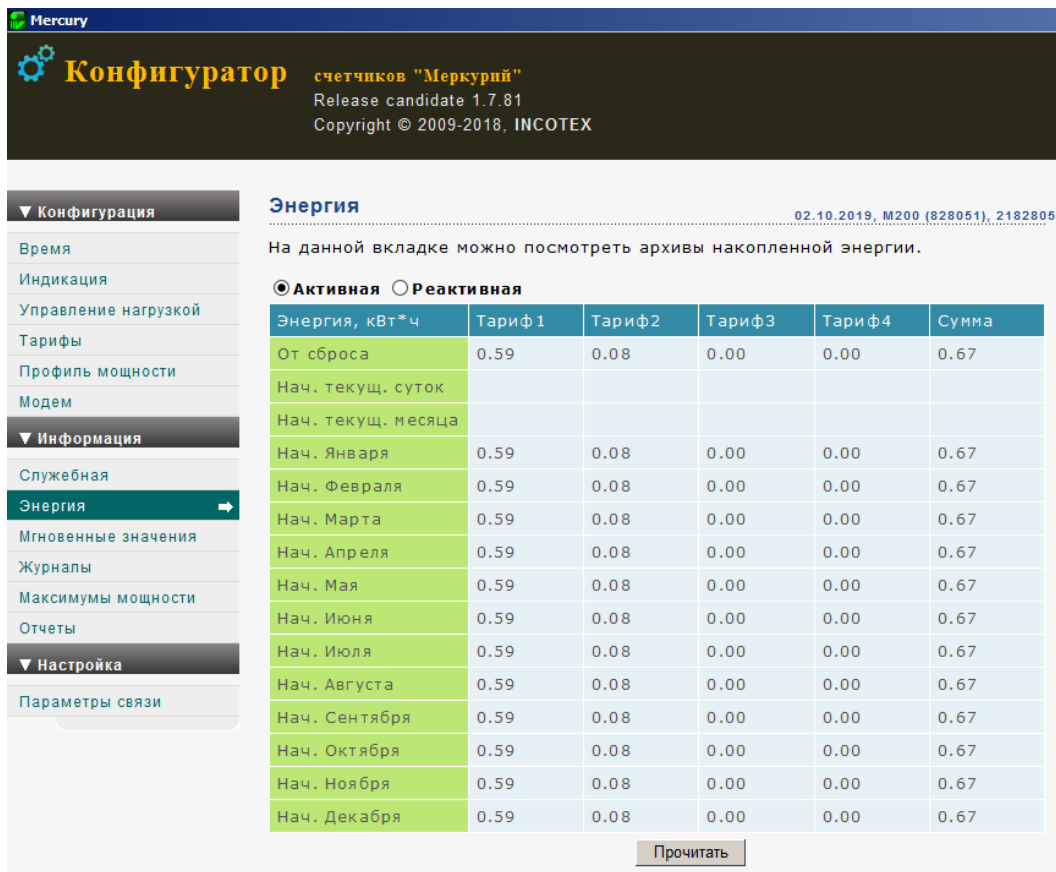 Mercury
Конфигуратор счетчиков "Меркурий"
Release candidate 1.7.81
Copyright © 2009-2018, INCOTEX
▼ Конфигурация
Время
Индикация
Управление нагрузкой
Тарифы
Профиль мощности
Модем
▼ Информация
Служебная
Энергия
Мгновенные значения
Журналы
Максимумы мощности
Отчеты
▼ Настройка
Параметры связи
Энергия
02.10.2019, M200 (828051), 2182805
На данной вкладке можно посмотреть архивы накопленной энергии.
Активная Реактивная
Энергия, кВт*ч Тариф1 Тариф2 Тариф3 Тариф4 Сумма
От сброса 0.59 0.08 0.00 0.00 0.67
Нач. текущ. суток
Нач. текущ. месяца
Нач. Января 0.59 0.08 0.00 0.00 0.67
Нач. Февраля 0.59 0.08 0.00 0.00 0.67
Нач. Марта 0.59 0.08 0.00 0.00 0.67
Нач. Апреля 0.59 0.08 0.00 0.00 0.67
Нач. Мая 0.59 0.08 0.00 0.00 0.67
Нач. Июня 0.59 0.08 0.00 0.00 0.67
Нач. Июля 0.59 0.08 0.00 0.00 0.67
Нач. Августа 0.59 0.08 0.00 0.00 0.67
Нач. Сентября 0.59 0.08 0.00 0.00 0.67
Нач. Октября 0.59 0.08 0.00 0.00 0.67
Нач. Ноября 0.59 0.08 0.00 0.00 0.67
Нач. Декабря 0.59 0.08 0.00 0.00 0.67
Прочитать